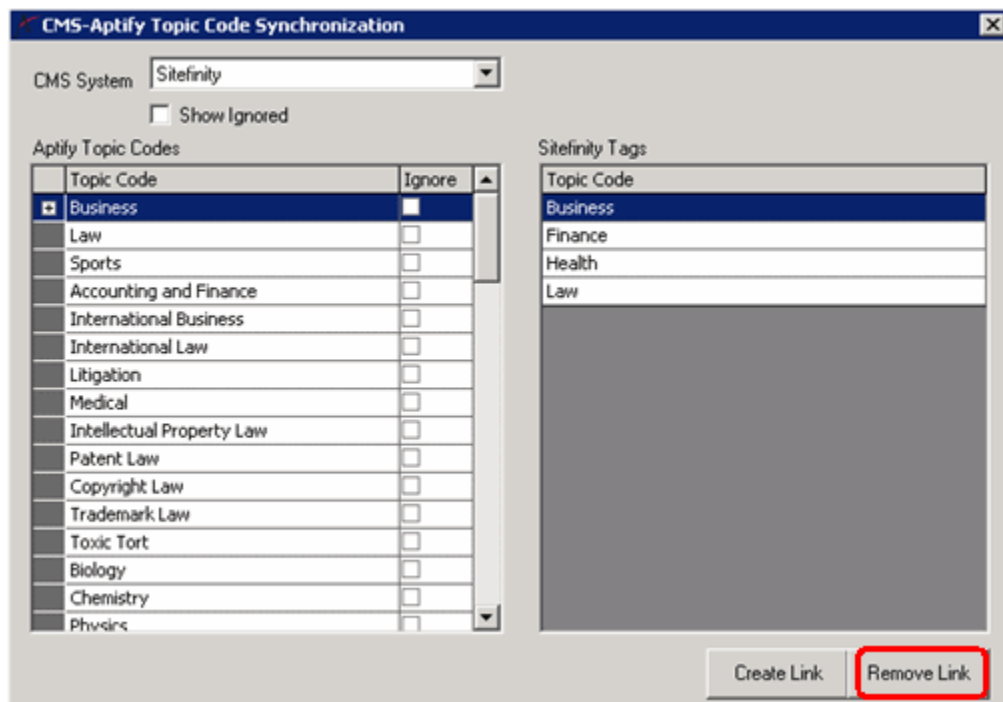 CMS-Aptify Topic Code Synchronization
CMS System Sitefinity
Show Ignored
Aptify Topic Codes
Topic Code Ignore
Business
Law
Sports
Accounting and Finance
International Business
International Law
Litigation
Medical
Intellectual Property Law
Patent Law
Copyright Law
Trademark Law
Toxic Tort
Biology
Chemistry
Physics
Sitefinity Tags
Topic Code
Business
Finance
Health
Law
Create Link Remove Link